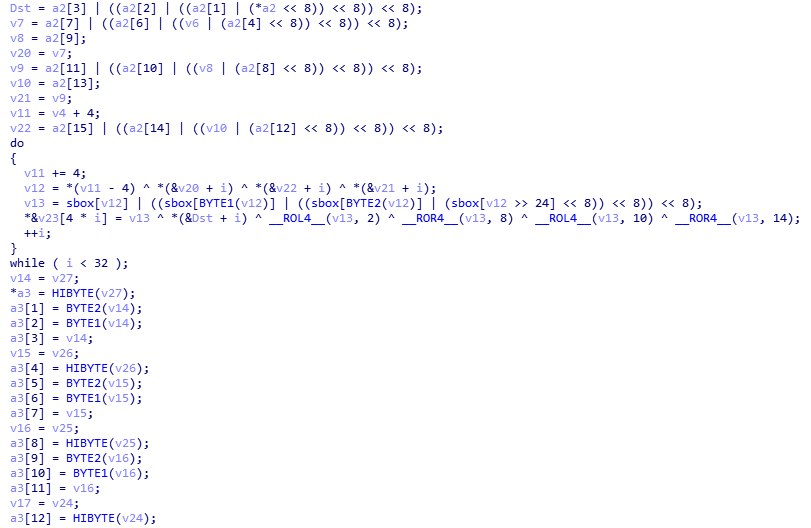 Dst = a2[3] | ((a2[2] | ((a2[1] | (*a2 << 8)) << 8)) << 8);
v7 = a2[7] | ((a2[6] | ((v6 | (a2[4] << 8)) << 8)) << 8);
v8 = a2[9];
v20 = v7;
v9 = a2[11] | ((a2[10] | ((v8 | (a2[8] << 8)) << 8)) << 8);
v10 = a2[13];
v21 = v9;
v11 = v4 + 4;
v22 = a2[15] | ((a2[14] | ((v10 | (a2[12] << 8)) << 8)) << 8);
do
{
v11 += 4;
v12 = *(v11 - 4) ^ *(&v20 + i) ^ *(&v22 + i) ^ *(&v21 + i);
v13 = sbox[v12] | ((sbox[BYTE1(v12)] | ((sbox[BYTE2(v12)] | (sbox[v12 >> 24] << 8)) << 8)) << 8);
*&v23[4 * i] = v13 ^ *(&Dst + i) ^ __ROL4__(v13, 2) ^ __ROR4__(v13, 8) ^ __ROL4__(v13, 10) ^ __ROR4__(v13, 14);
++i;
}
while ( i < 32 );
v14 = v27;
*a3 = HIBYTE(v27);
a3[1] = BYTE2(v14);
a3[2] = BYTE1(v14);
a3[3] = v14;
v15 = v26;
a3[4] = HIBYTE(v26);
a3[5] = BYTE2(v15);
a3[6] = BYTE1(v15);
a3[7] = v15;
v16 = v25;
a3[8] = HIBYTE(v25);
a3[9] = BYTE2(v16);
a3[10] = BYTE1(v16);
a3[11] = v16;
v17 = v24;
a3[12] = HIBYTE(v24);